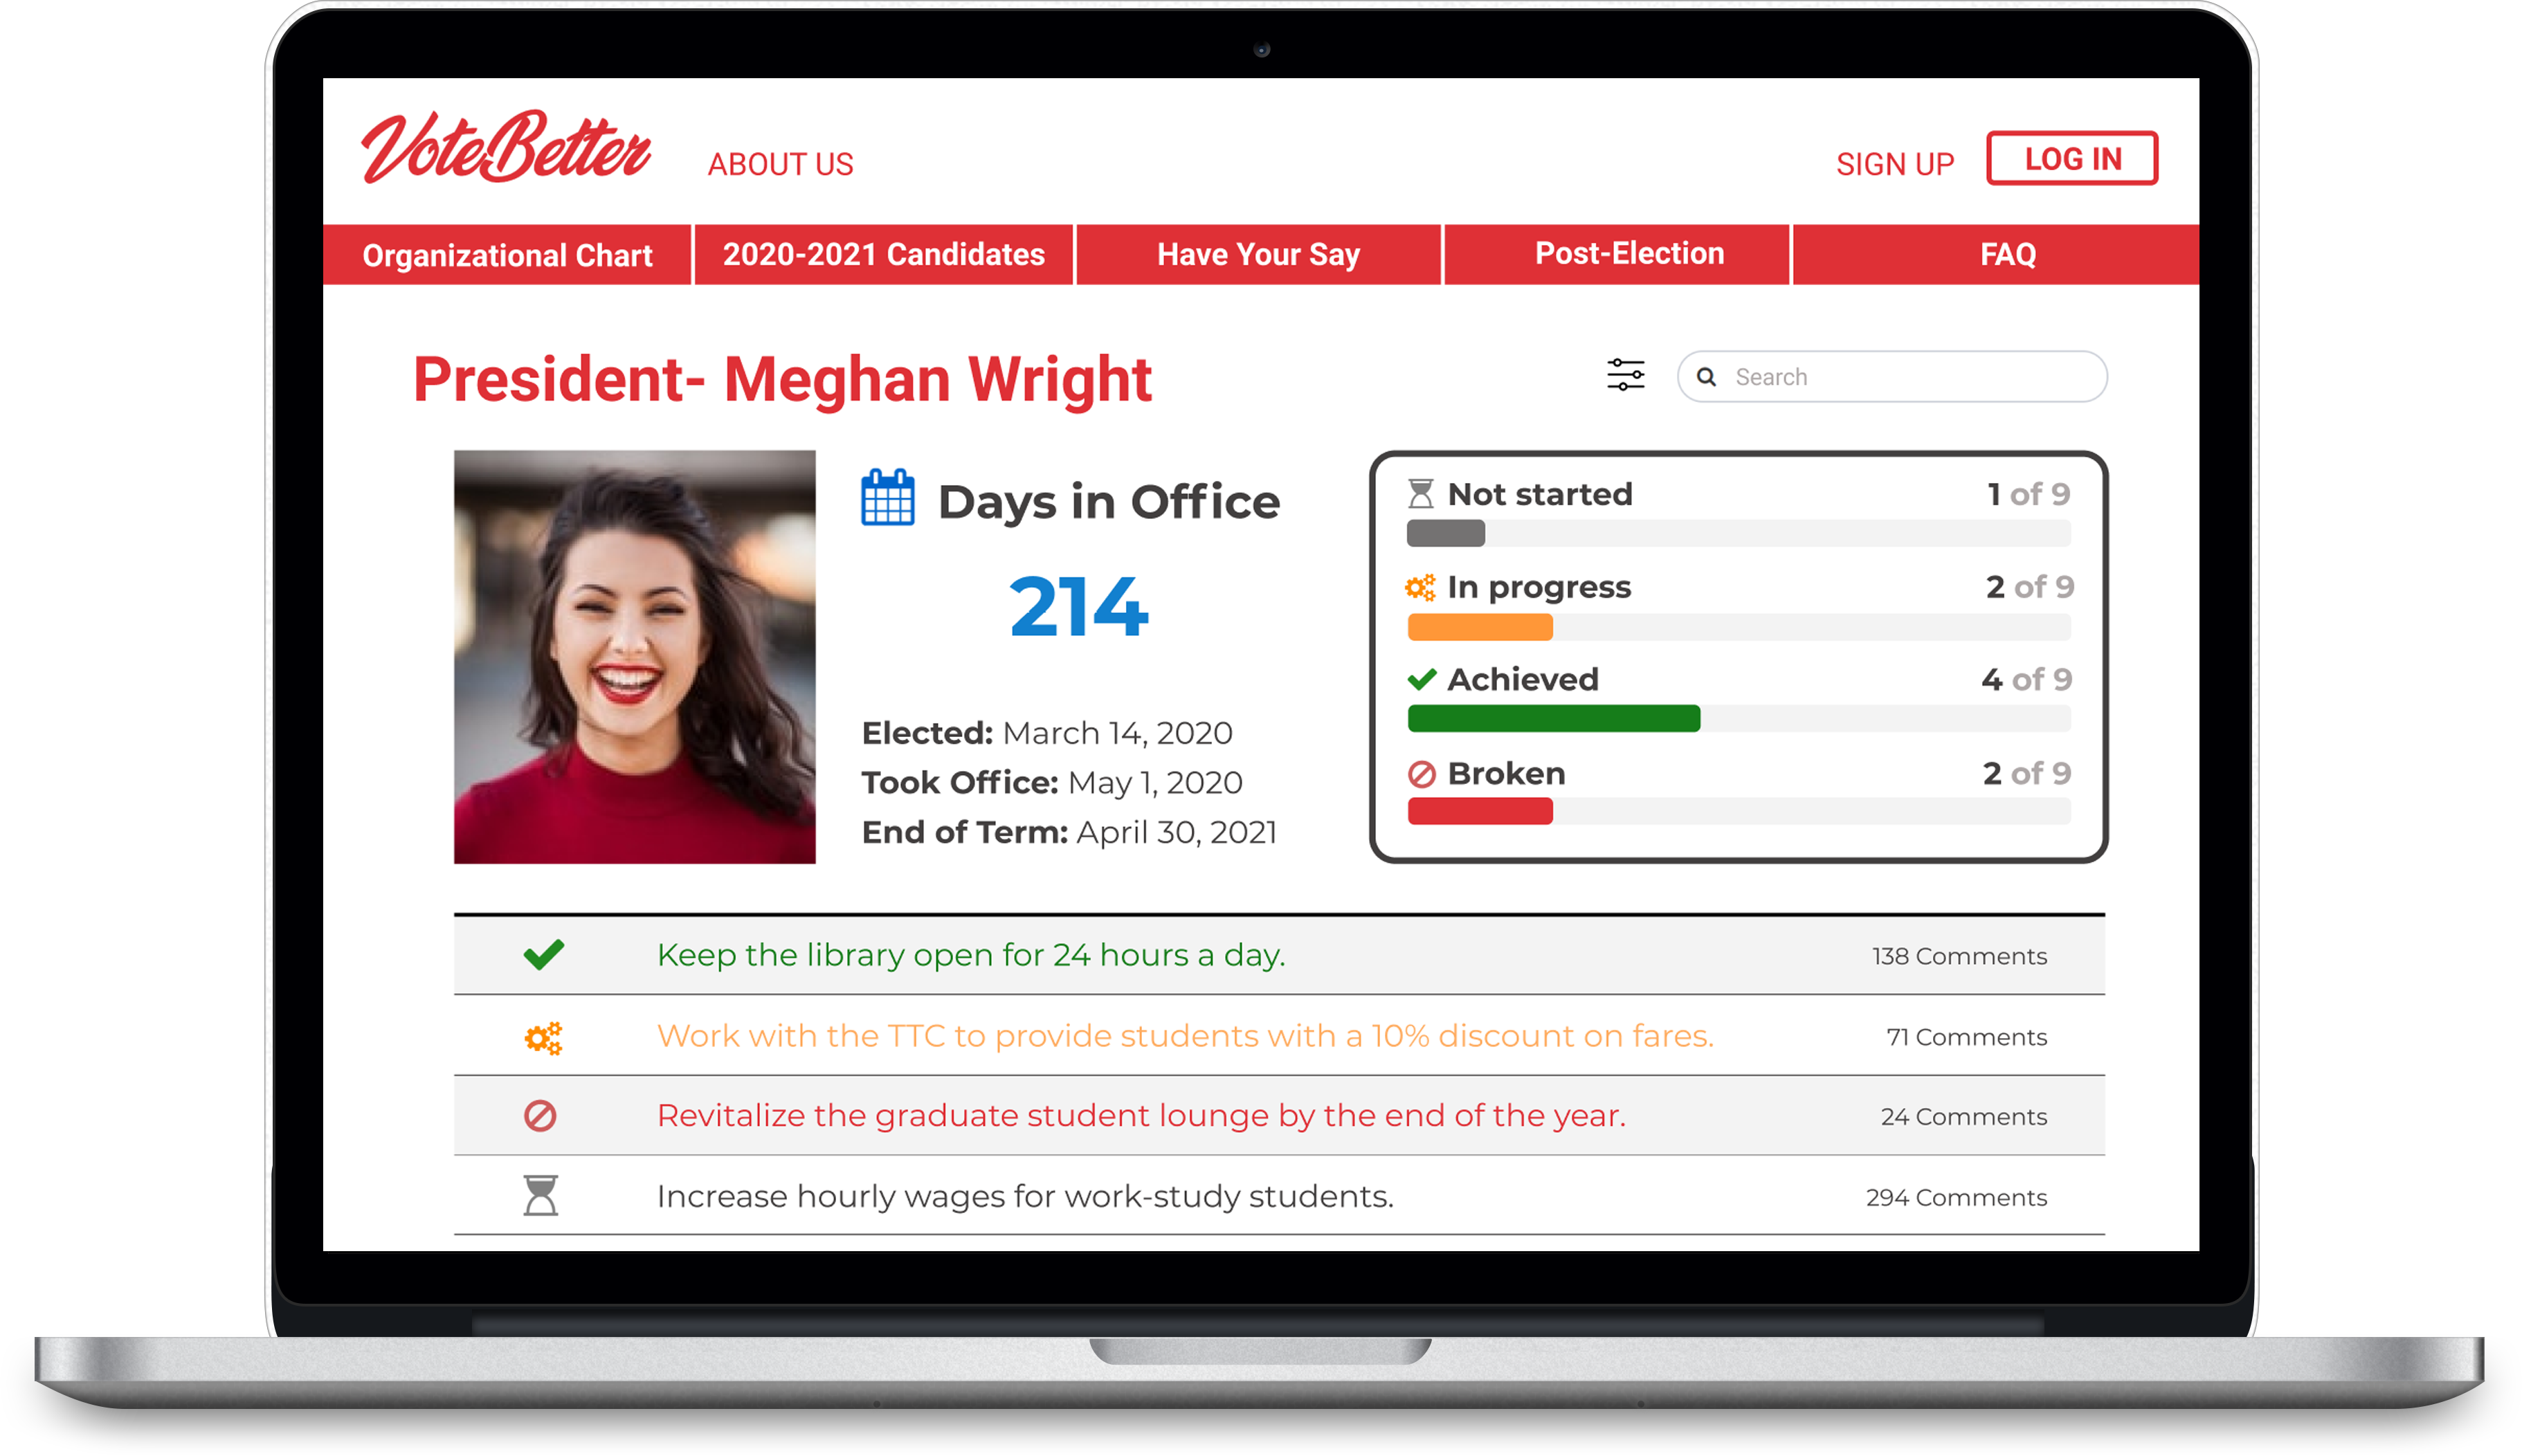 VoteBetter
ABOUT US
SIGN UP
LOG IN
Organizational Chart
2020-2021 Candidates
Have Your Say
Post-Election
FAQ
President- Meghan Wright
Search
Days in Office
214
Elected: March 14, 2020
Took Office: May 1, 2020
End of Term: April 30, 2021
Not started 1 of 9
In progress 2 of 9
Achieved 4 of 9
Broken 2 of 9
Keep the library open for 24 hours a day. 138 Comments
Work with the TTC to provide students with a 10% discount on fares. 71 Comments
Revitalize the graduate student lounge by the end of the year. 24 Comments
Increase hourly wages for work-study students. 294 Comments